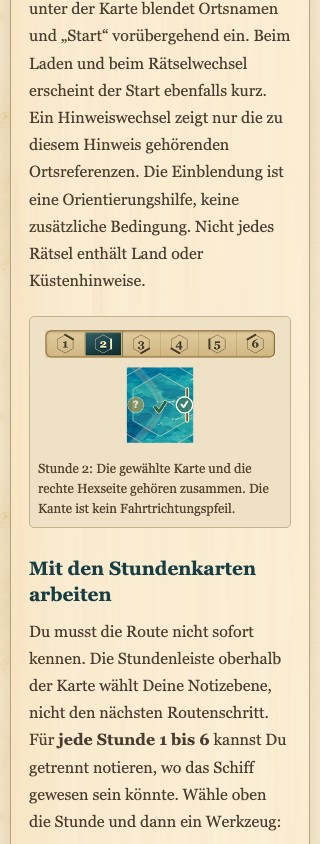 unter der Karte blendet Ortsnamen
und „Start“ vorübergehend ein. Beim
Laden und beim Rätselwechsel
erscheint der Start ebenfalls kurz.
Ein Hinweiswechsel zeigt nur die zu
diesem Hinweis gehörenden
Ortsreferenzen. Die Einblendung ist
eine Orientierungshilfe, keine
zusätzliche Bedingung. Nicht jedes
Rätsel enthält Land oder
Küstenhinweise.
1 2 3 4 5 6
?
Stunde 2: Die gewählte Karte und die
rechte Hexseite gehören zusammen. Die
Kante ist kein Fahrtrichtungspfeil.
Mit den Stundenkarten
arbeiten
Du musst die Route nicht sofort
kennen. Die Stundenleiste oberhalb
der Karte wählt Deine Notizebene,
nicht den nächsten Routenschritt.
Für jede Stunde 1 bis 6 kannst Du
getrennt notieren, wo das Schiff
gewesen sein könnte. Wähle oben
die Stunde und dann ein Werkzeug: